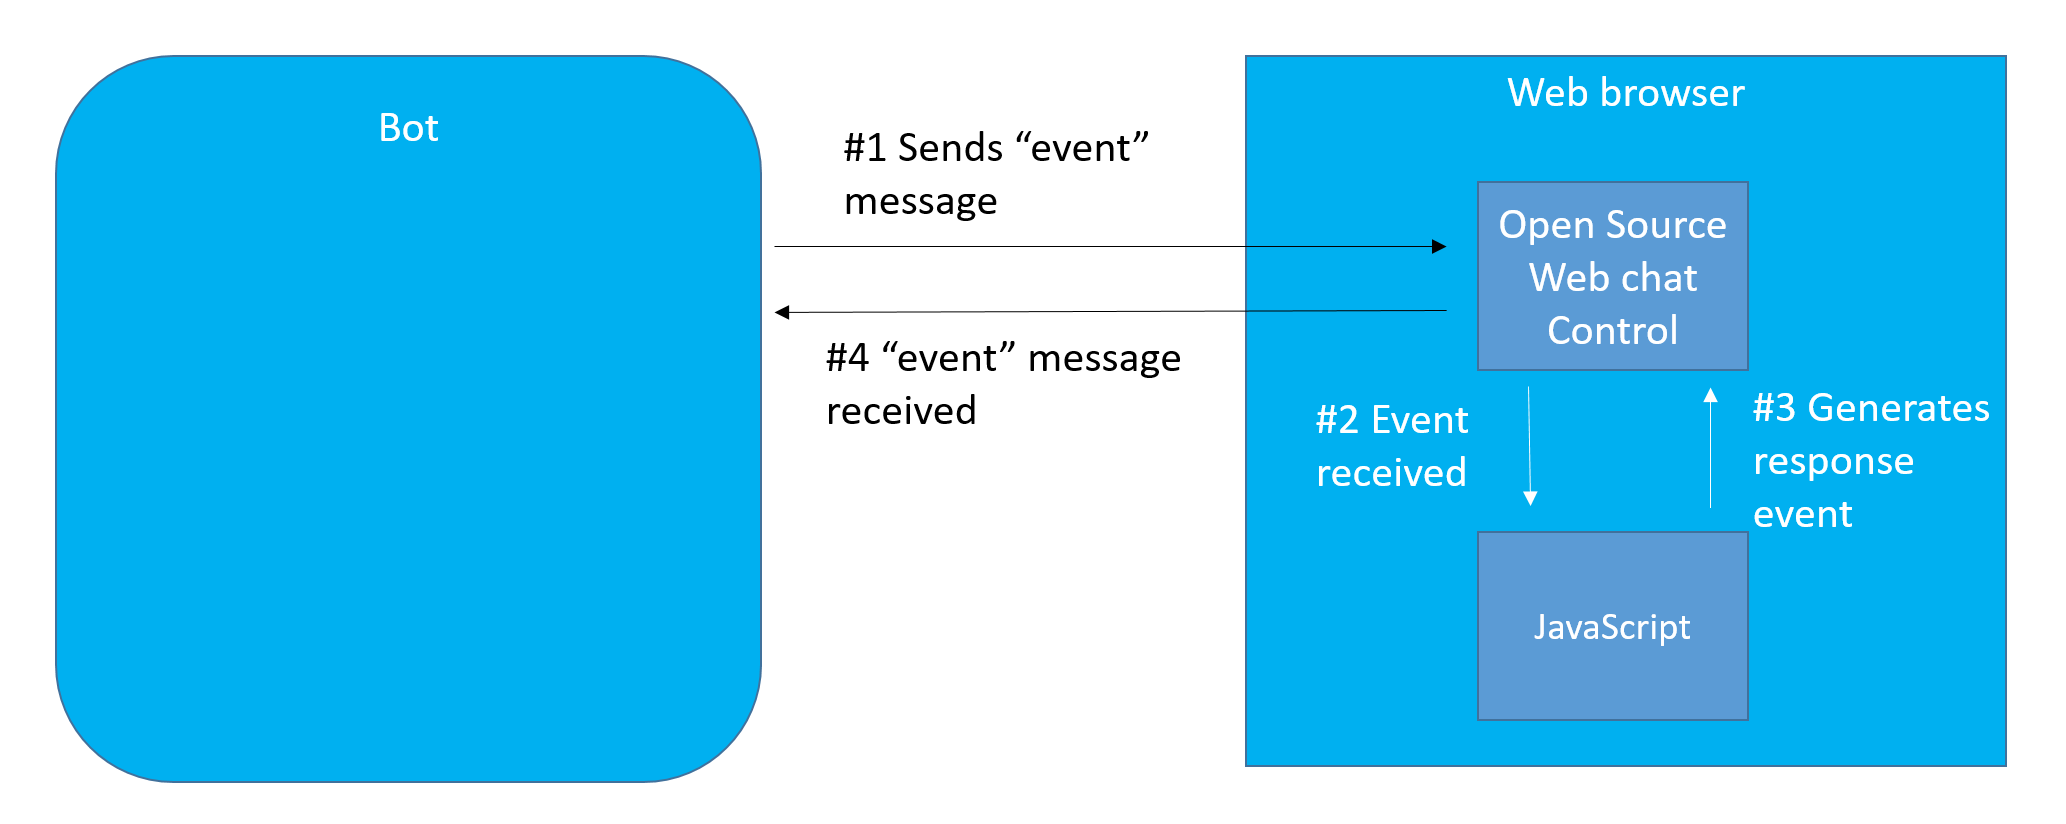 Bot
#1 Sends “event”
message
#4 “event” message
received
Web browser
Open Source
Web chat
Control
#2 Event
received
#3 Generates
response
event
JavaScript